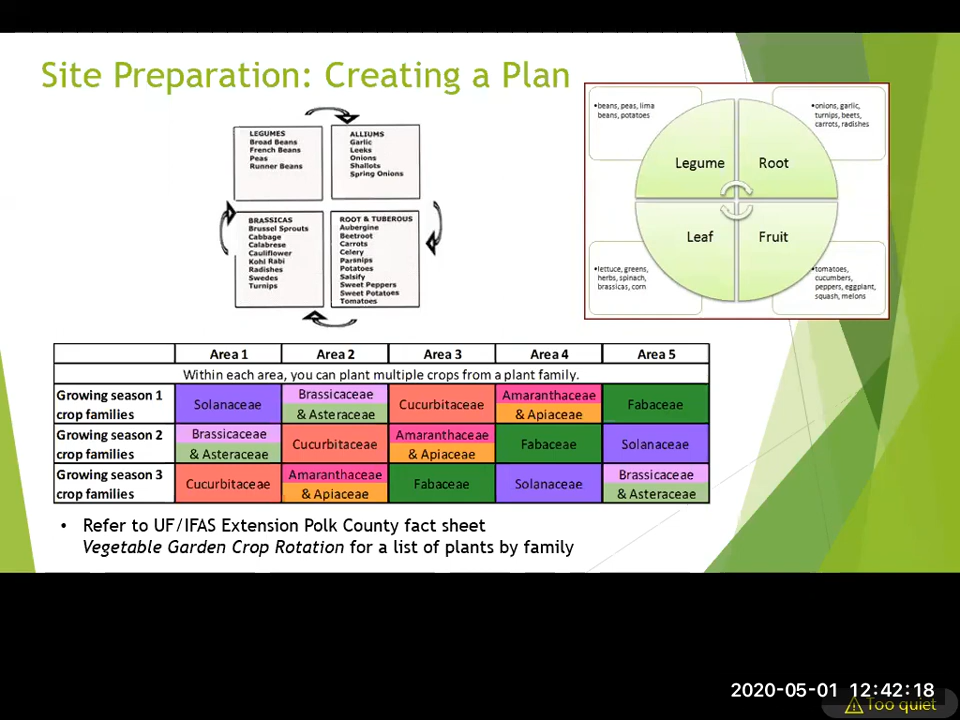 Site Preparation: Creating a Plan
LEGUMES
Broad Beans
French Beans
Peas
Runner Beans
ALLIUMS
Garlic
Leeks
Onions
Shallots
Spring Onions
BRASSICAS
Brussel Sprouts
Cabbage
Calabrese
Cauliflower
Kohl Rabi
Radishes
Swedes
Turnips
ROOT & TUBEROUS
Aubergine
Beetroot
Carrots
Celery
Parsnips
Potatoes
Salsify
Sweet Peppers
Sweet Potatoes
Tomatoes
•beans, peas, lima
beans, potatoes
•onions, garlic,
turnips, beets,
carrots, radishes
Legume
Root
Leaf
Fruit
•lettuce, greens,
herbs, spinach,
brassicas, corn
•tomatoes,
cucumbers,
peppers, eggplant,
squash, melons
Area 1 Area 2 Area 3 Area 4 Area 5
Within each area, you can plant multiple crops from a plant family.
Growing season 1
crop families
Solanaceae
Brassicaceae
& Asteraceae
Cucurbitaceae
Amaranthaceae
& Apiaceae
Fabaceae
Growing season 2
crop families
Brassicaceae
& Asteraceae
Cucurbitaceae
Amaranthaceae
& Apiaceae
Fabaceae
Solanaceae
Growing season 3
crop families
Cucurbitaceae
Amaranthaceae
& Apiaceae
Fabaceae
Solanaceae
Brassicaceae
& Asteraceae
• Refer to UF/IFAS Extension Polk County fact sheet
Vegetable Garden Crop Rotation for a list of plants by family
2020-05-01 12:42:18
Too quiet